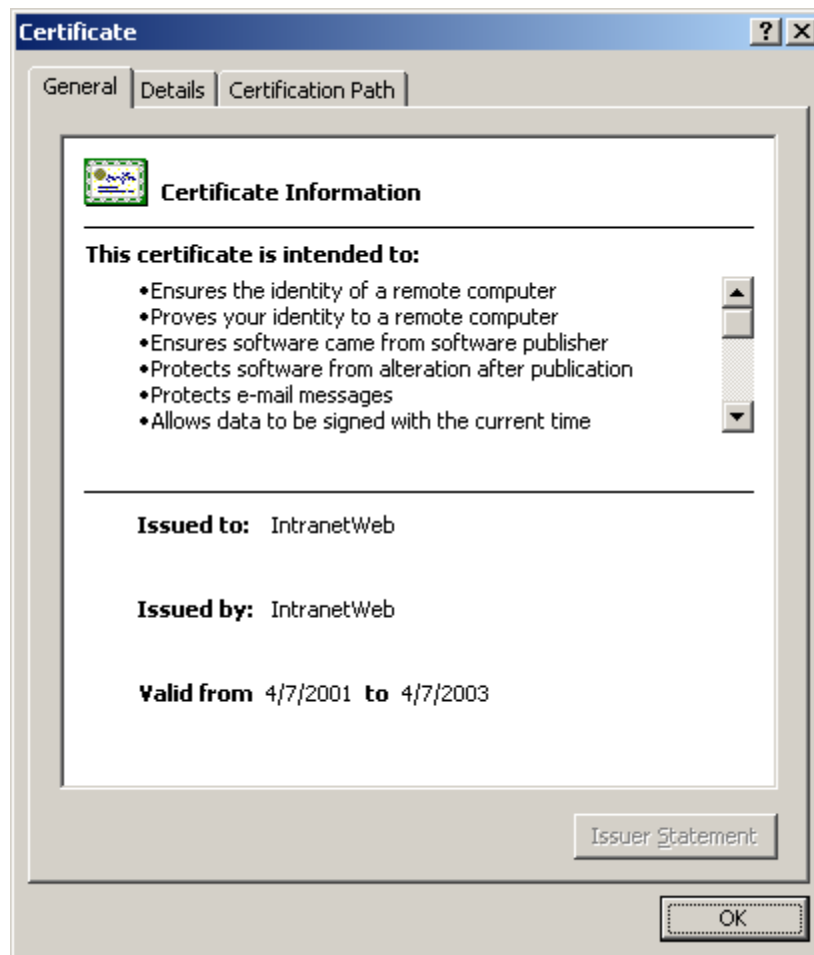 Certificate
General Details Certification Path
Certificate Information
This certificate is intended to:
•Ensures the identity of a remote computer
•Proves your identity to a remote computer
•Ensures software came from software publisher
•Protects software from alteration after publication
•Protects e-mail messages
•Allows data to be signed with the current time
Issued to: IntranetWeb
Issued by: IntranetWeb
Valid from 4/7/2001 to 4/7/2003
Issuer Statement
OK